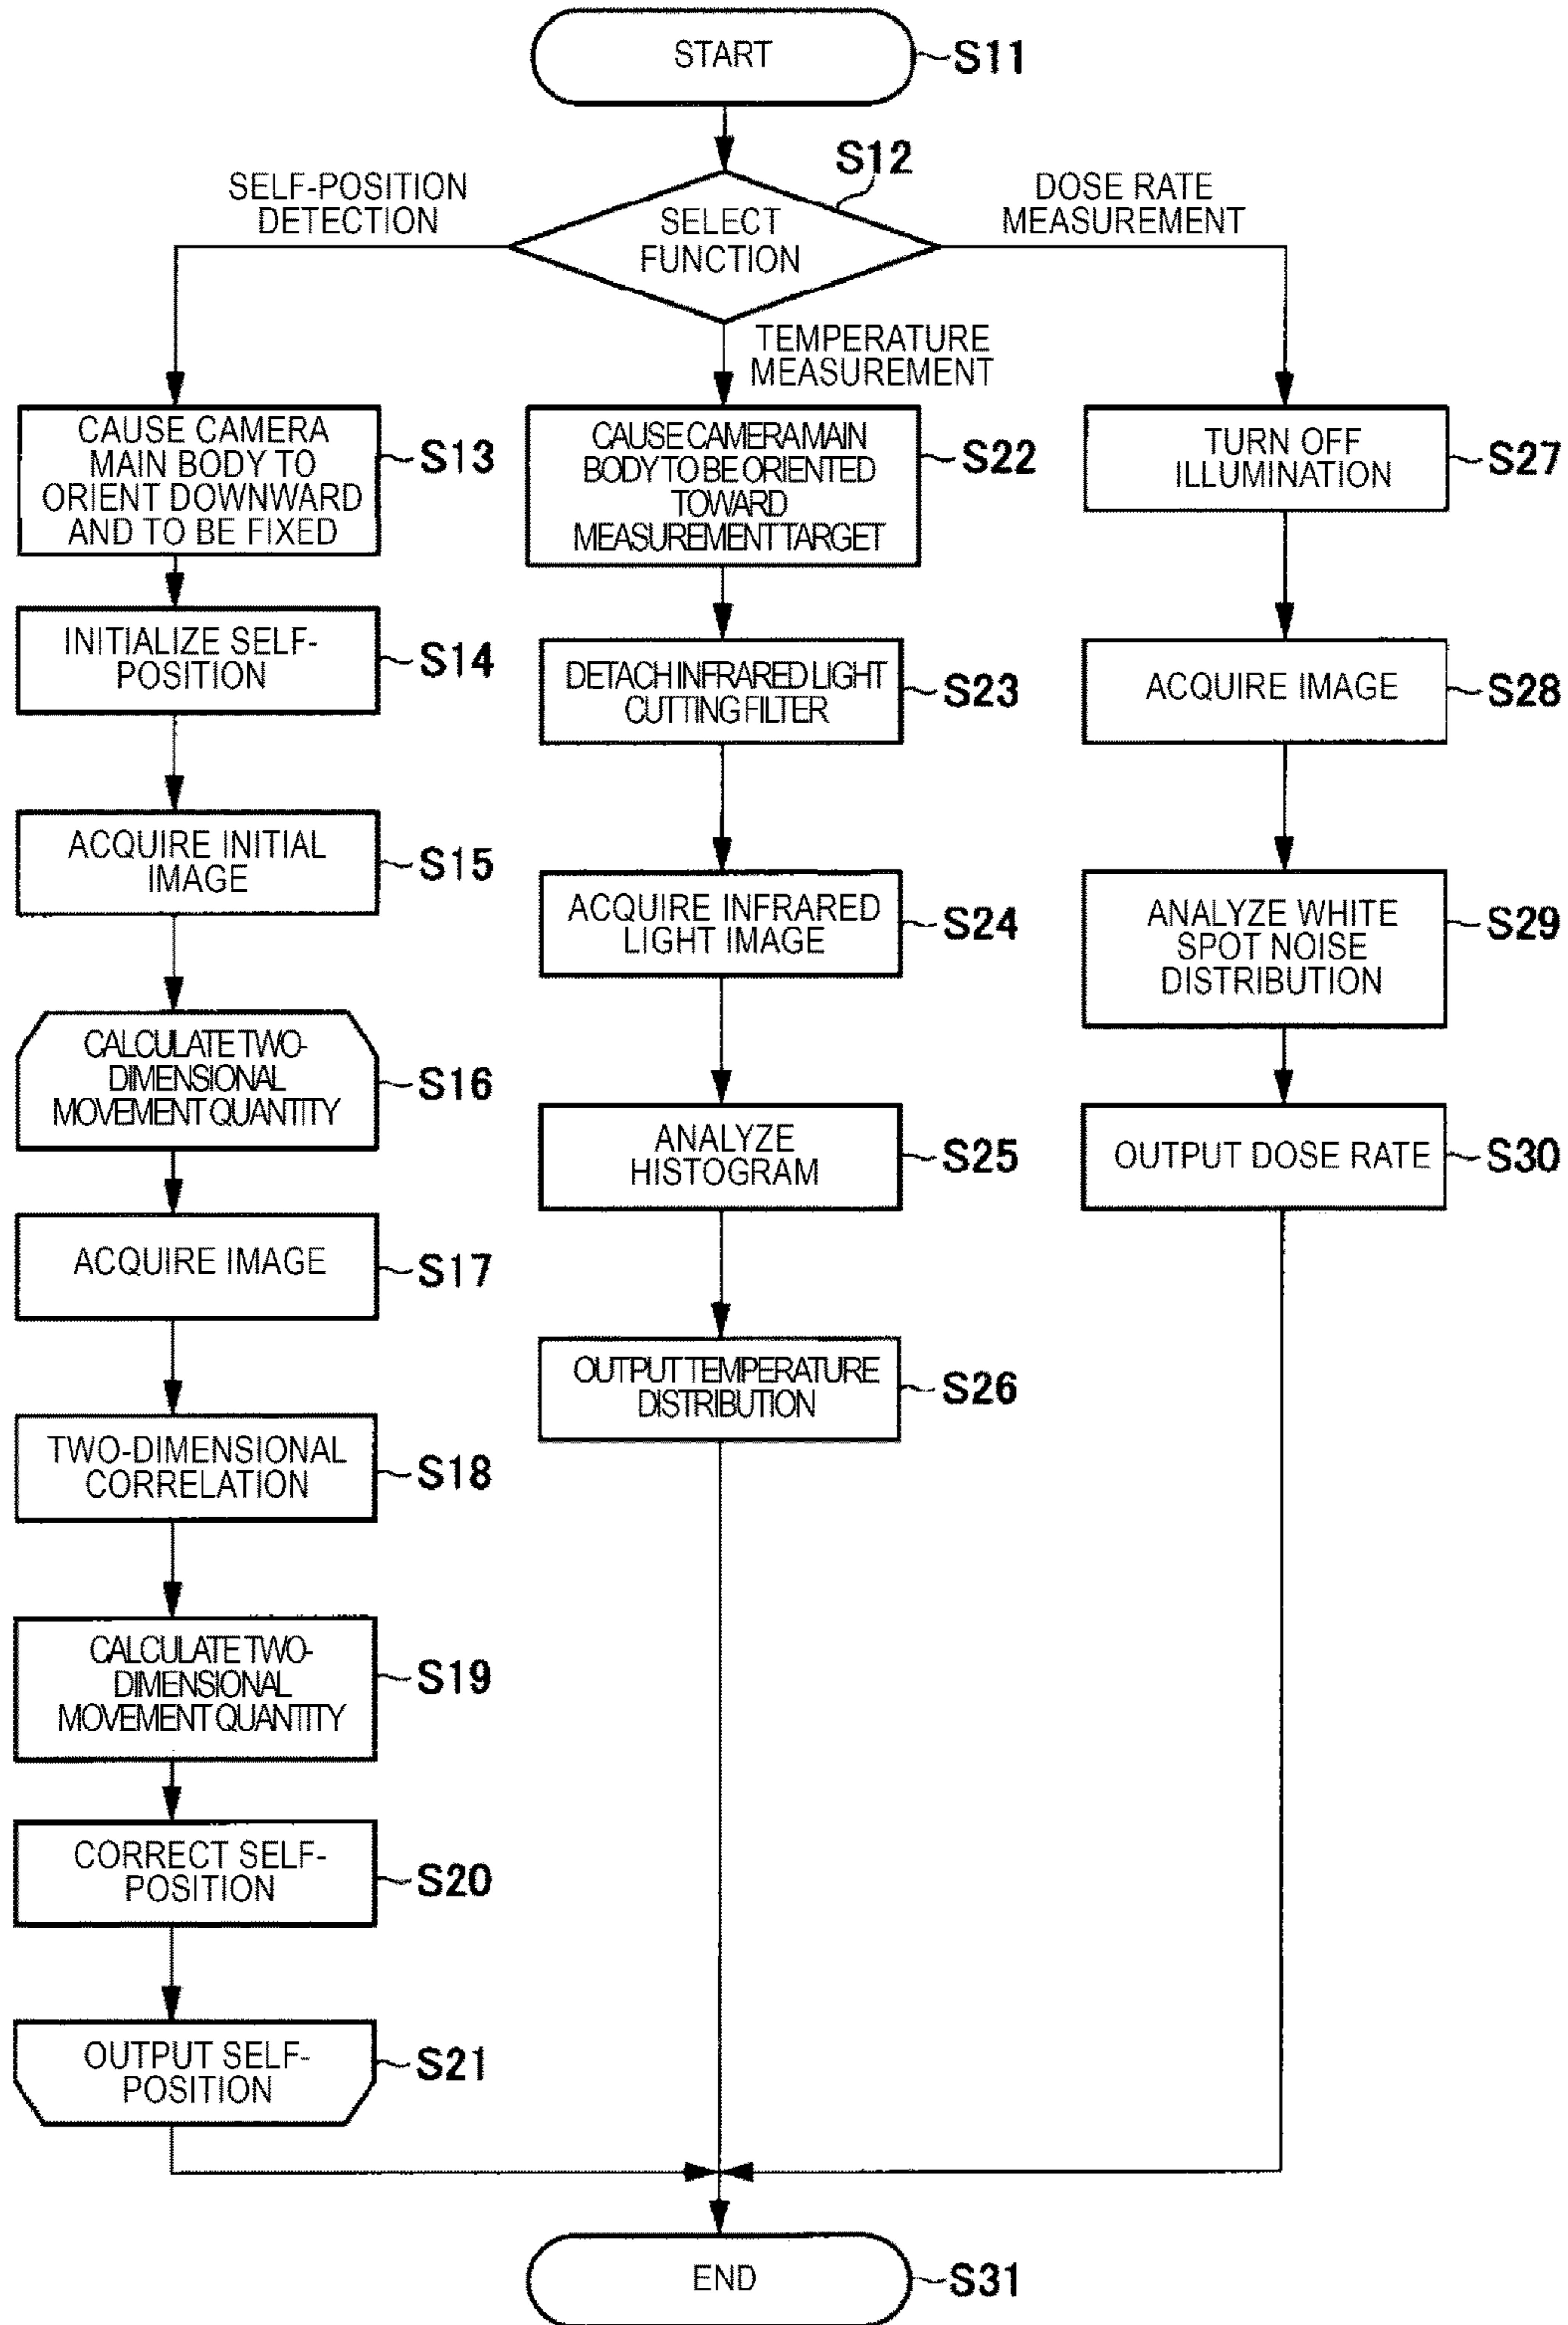 START
S11
S12
SELF-POSITION
DETECTION
SELECT
FUNCTION
DOSE RATE
MEASUREMENT
TEMPERATURE
MEASUREMENT
CAUSE CAMERA
MAIN BODY TO
ORIENT DOWNWARD
AND TO BE FIXED
S13
INITIALIZE SELF-
POSITION
S14
ACQUIRE INITIAL
IMAGE
S15
CALCULATE TWO-
DIMENSIONAL
MOVEMENT QUANTITY
S16
ACQUIRE IMAGE
S17
TWO-DIMENSIONAL
CORRELATION
S18
CALCULATE TWO-
DIMENSIONAL
MOVEMENT QUANTITY
S19
CORRECT SELF-
POSITION
S20
OUTPUT SELF-
POSITION
S21
CAUSE CAMERA MAIN
BODY TO BE ORIENTED
TOWARD
MEASUREMENT TARGET
S22
DETACH INFRARED LIGHT
CUTTING FILTER
S23
ACQUIRE INFRARED
LIGHT IMAGE
S24
ANALYZE
HISTOGRAM
S25
OUTPUT TEMPERATURE
DISTRIBUTION
S26
TURN OFF
ILLUMINATION
S27
ACQUIRE IMAGE
S28
ANALYZE WHITE
SPOT NOISE
DISTRIBUTION
S29
OUTPUT DOSE RATE
S30
END
S31